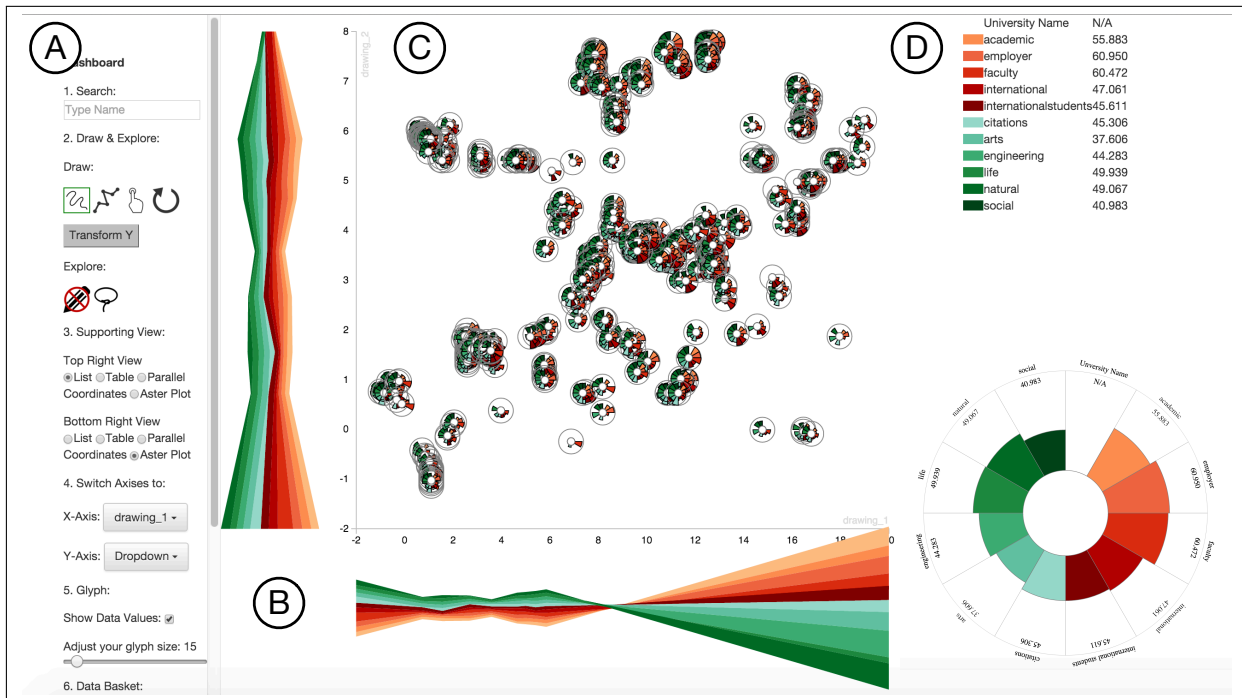 A
dashboard
1. Search:
Type Name
2. Draw & Explore:
Draw:
Transform Y
Explore:
3. Supporting View:
Top Right View
List Table Parallel
Coordinates Aster Plot
Bottom Right View
List Table Parallel
Coordinates Aster Plot
4. Switch Axises to:
X-Axis: drawing_1
Y-Axis: Dropdown
5. Glyph:
Show Data Values:
Adjust your glyph size: 15
6. Data Basket:
B
C
drawing_2
8
7
6
5
4
3
2
1
0
-1
-2
drawing_1
-2 0 2 4 6 8 10 12 14 16 18 20
D
University Name N/A
academic 55.883
employer 60.950
faculty 60.472
international 47.061
internationalstudents 45.611
citations 45.306
arts 37.606
engineering 44.283
life 49.939
natural 49.067
social 40.983
Unversity Name
N/A
academic
55.883
employer
60.950
faculty
60.472
international
47.061
international students
45.611
citations
45.306
arts
37.606
engineering
44.283
life
49.939
natural
49.067
social
40.983